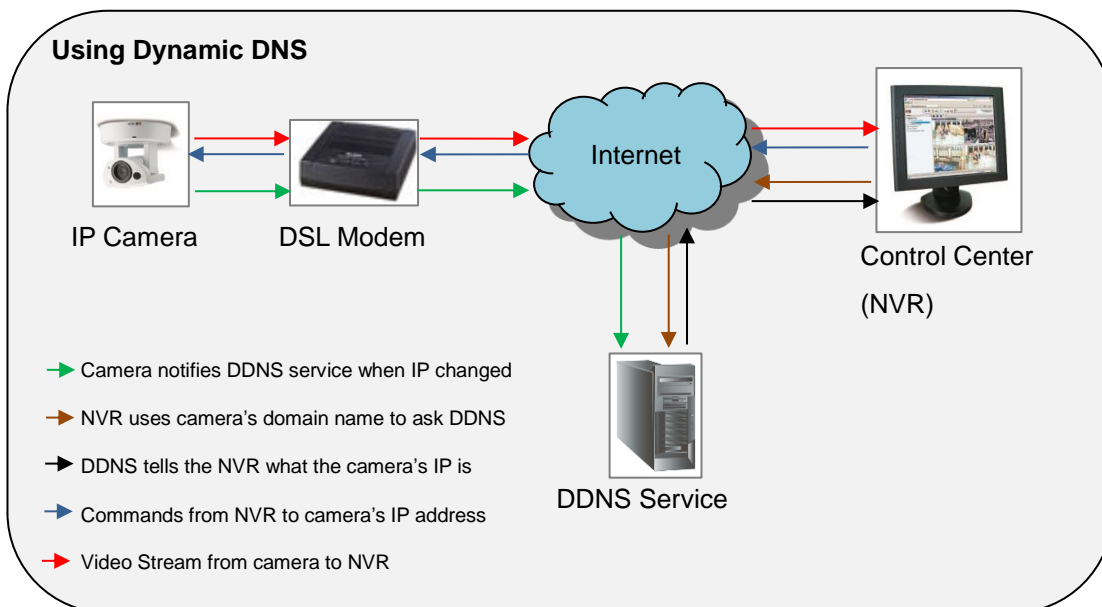 Using Dynamic DNS
Internet
IP Camera
DSL Modem
Control Center
(NVR)
Camera notifies DDNS service when IP changed
NVR uses camera’s domain name to ask DDNS
DDNS tells the NVR what the camera’s IP is
Commands from NVR to camera’s IP address
Video Stream from camera to NVR
DDNS Service